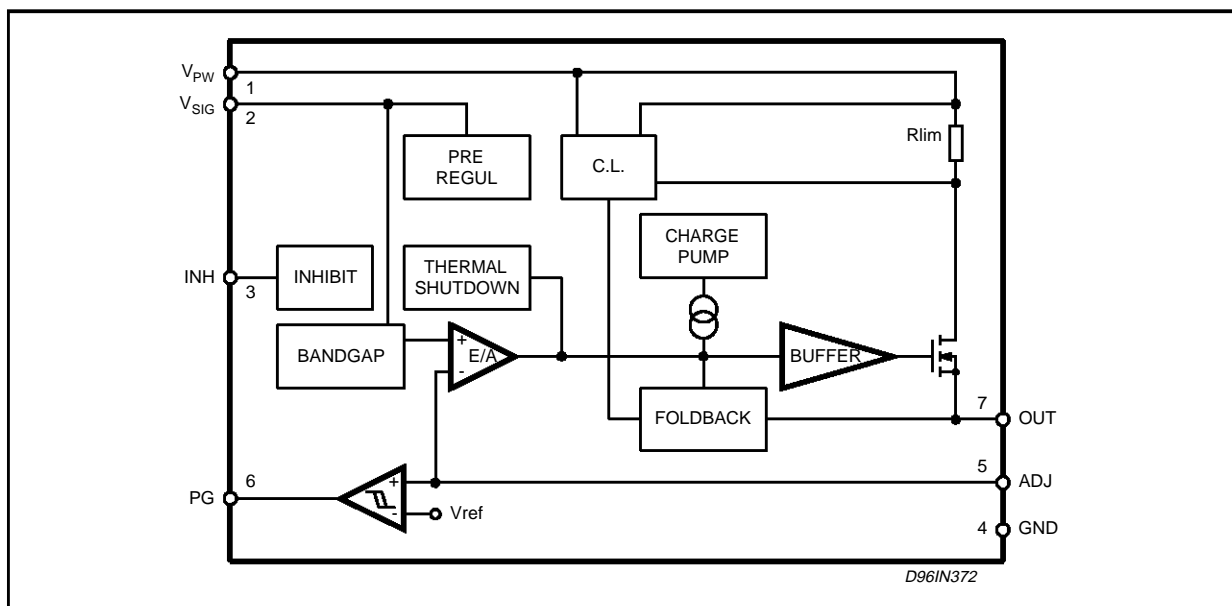 V_PW
1
V_SIG
2
PRE
REGUL
C.L.
Rlim
CHARGE
PUMP
INH
3
INHIBIT
THERMAL
SHUTDOWN
BANDGAP
+
E/A
-
BUFFER
FOLDBACK
7
OUT
PG
6
+
-
Vref
5
ADJ
4
GND
D96IN372